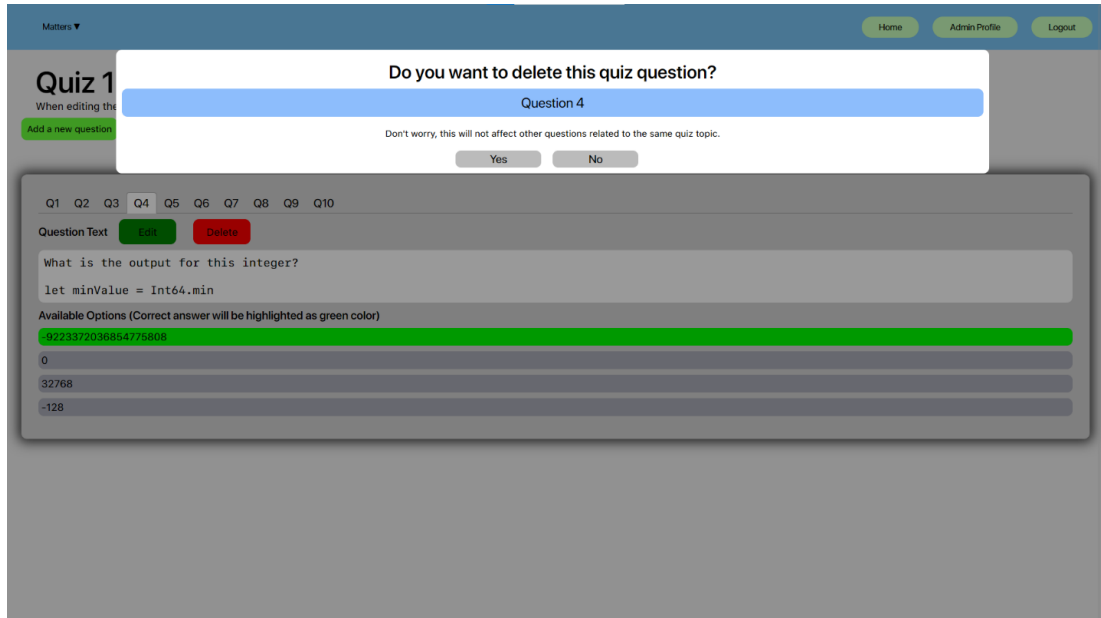 Matters ▼
Home
Admin Profile
Logout
Do you want to delete this quiz question?
Question 4
Don't worry, this will not affect other questions related to the same quiz topic.
Yes
No
Quiz 1
When editing the
Add a new question
Q1 Q2 Q3 Q4 Q5 Q6 Q7 Q8 Q9 Q10
Question Text
Edit
Delete
What is the output for this integer?
let minValue = Int64.min
Available Options (Correct answer will be highlighted as green color)
-9223372036854775808
0
32768
-128